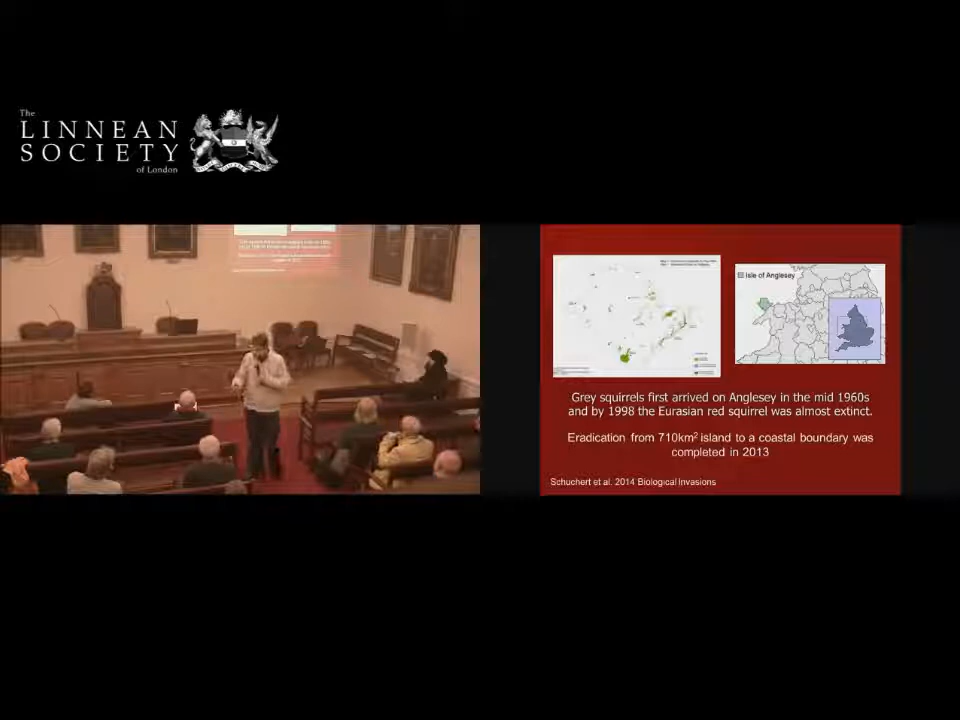 The
LINNEAN
SOCIETY
of London
Isle of Anglesey
Grey squirrels first arrived on Anglesey in the mid 1960s
and by 1998 the Eurasian red squirrel was almost extinct.
Eradication from 710km² island to a coastal boundary was
completed in 2013
Schuchert et al. 2014 Biological Invasions